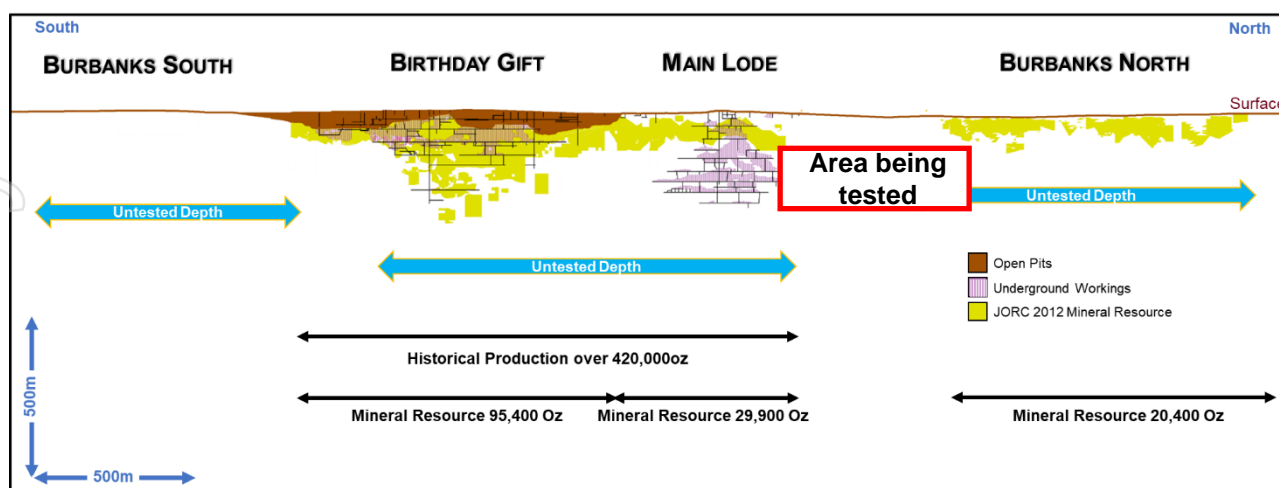 South
North
BURBANKS SOUTH
BIRTHDAY GIFT
MAIN LODE
BURBANKS NORTH
Surface
Area being
tested
Untested Depth
Untested Depth
Untested Depth
Open Pits
Underground Workings
JORC 2012 Mineral Resource
Historical Production over 420,000oz
Mineral Resource 95,400 Oz
Mineral Resource 29,900 Oz
Mineral Resource 20,400 Oz
500m
500m